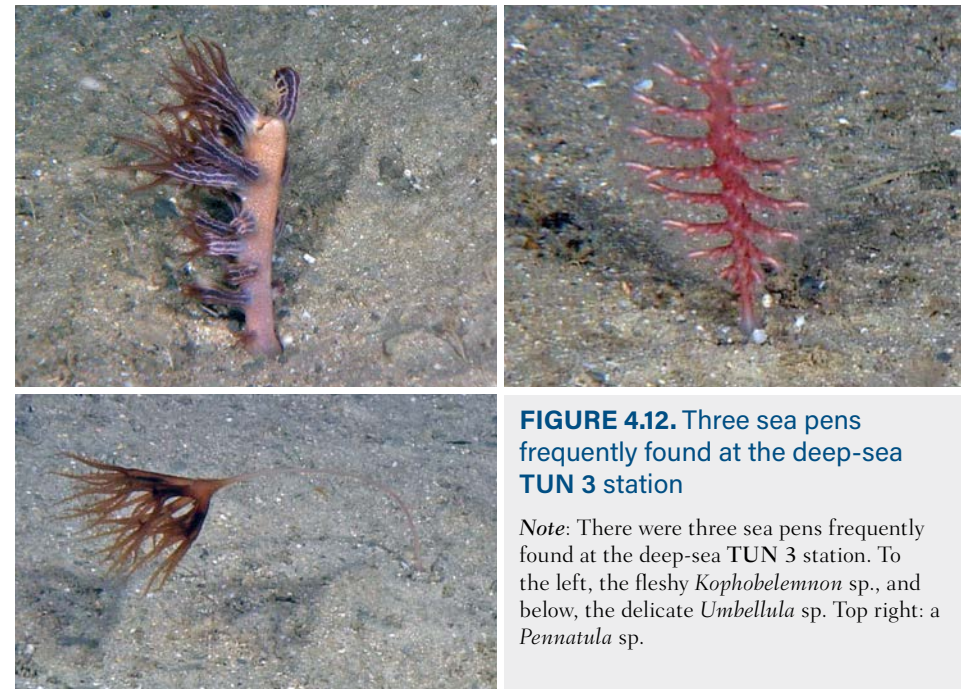 FIGURE 4.12. Three sea pens
frequently found at the deep-sea
TUN 3 station
Note: There were three sea pens frequently
found at the deep-sea TUN 3 station. To
the left, the fleshy Kophobelemnon sp., and
below, the delicate Umbellula sp. Top right: a
Pennatula sp.